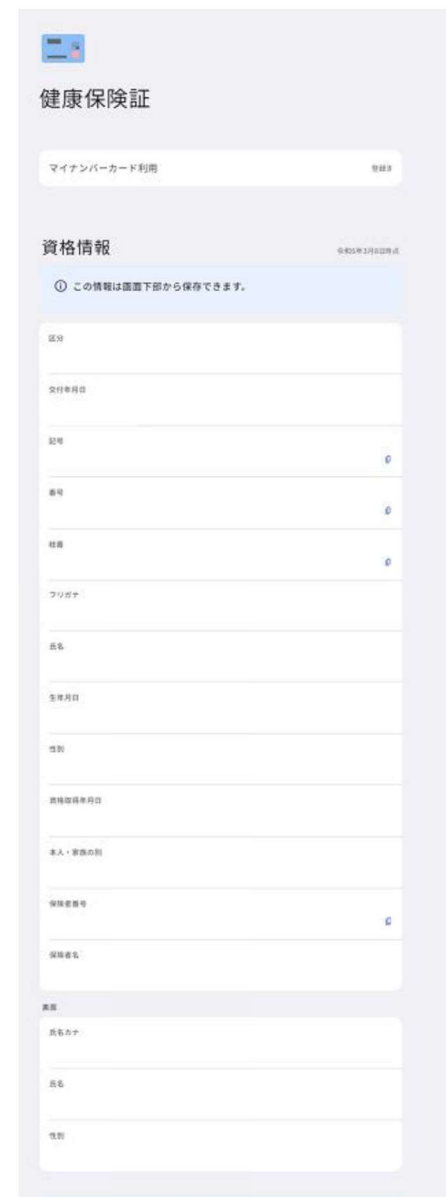 健康保険証
マイナンバーカード利用
登録済
資格情報
令和5年3月8日時点
この情報は画面下部から保存できます。
区分
交付年月日
記号
番号
枝番
フリガナ
氏名
生年月日
性別
資格取得年月日
本人・家族の別
保険者番号
保険者名
裏面
氏名カナ
氏名
性別